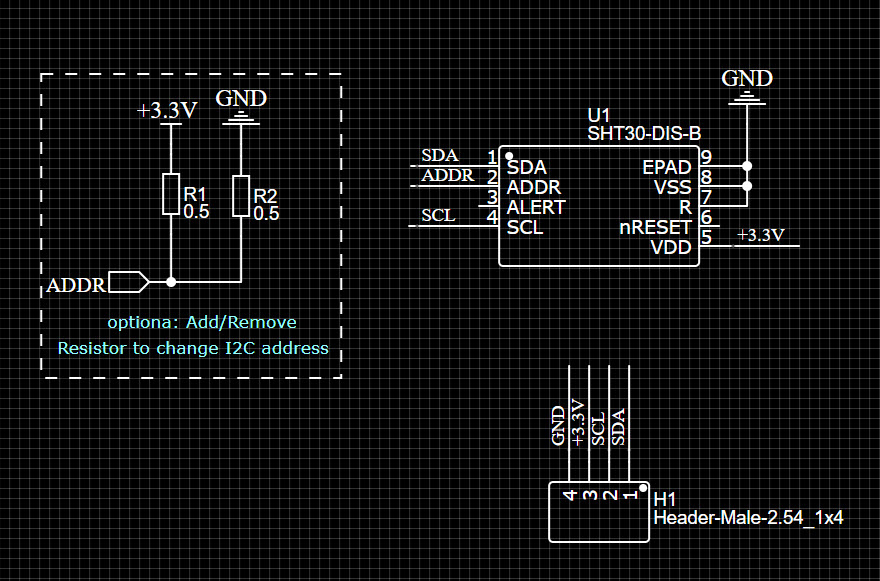 +3.3V
GND
R1
0.5
R2
0.5
ADDR
optiona: Add/Remove
Resistor to change I2C address
GND
U1
SHT30-DIS-B
SDA
ADDR
SCL
1
2
3
4
SDA
ADDR
ALERT
SCL
EPAD
VSS
R
nRESET
VDD
9
8
7
6
5
+3.3V
GND
+3.3V
SCL
SDA
4
3
2
1
H1
Header-Male-2.54_1x4